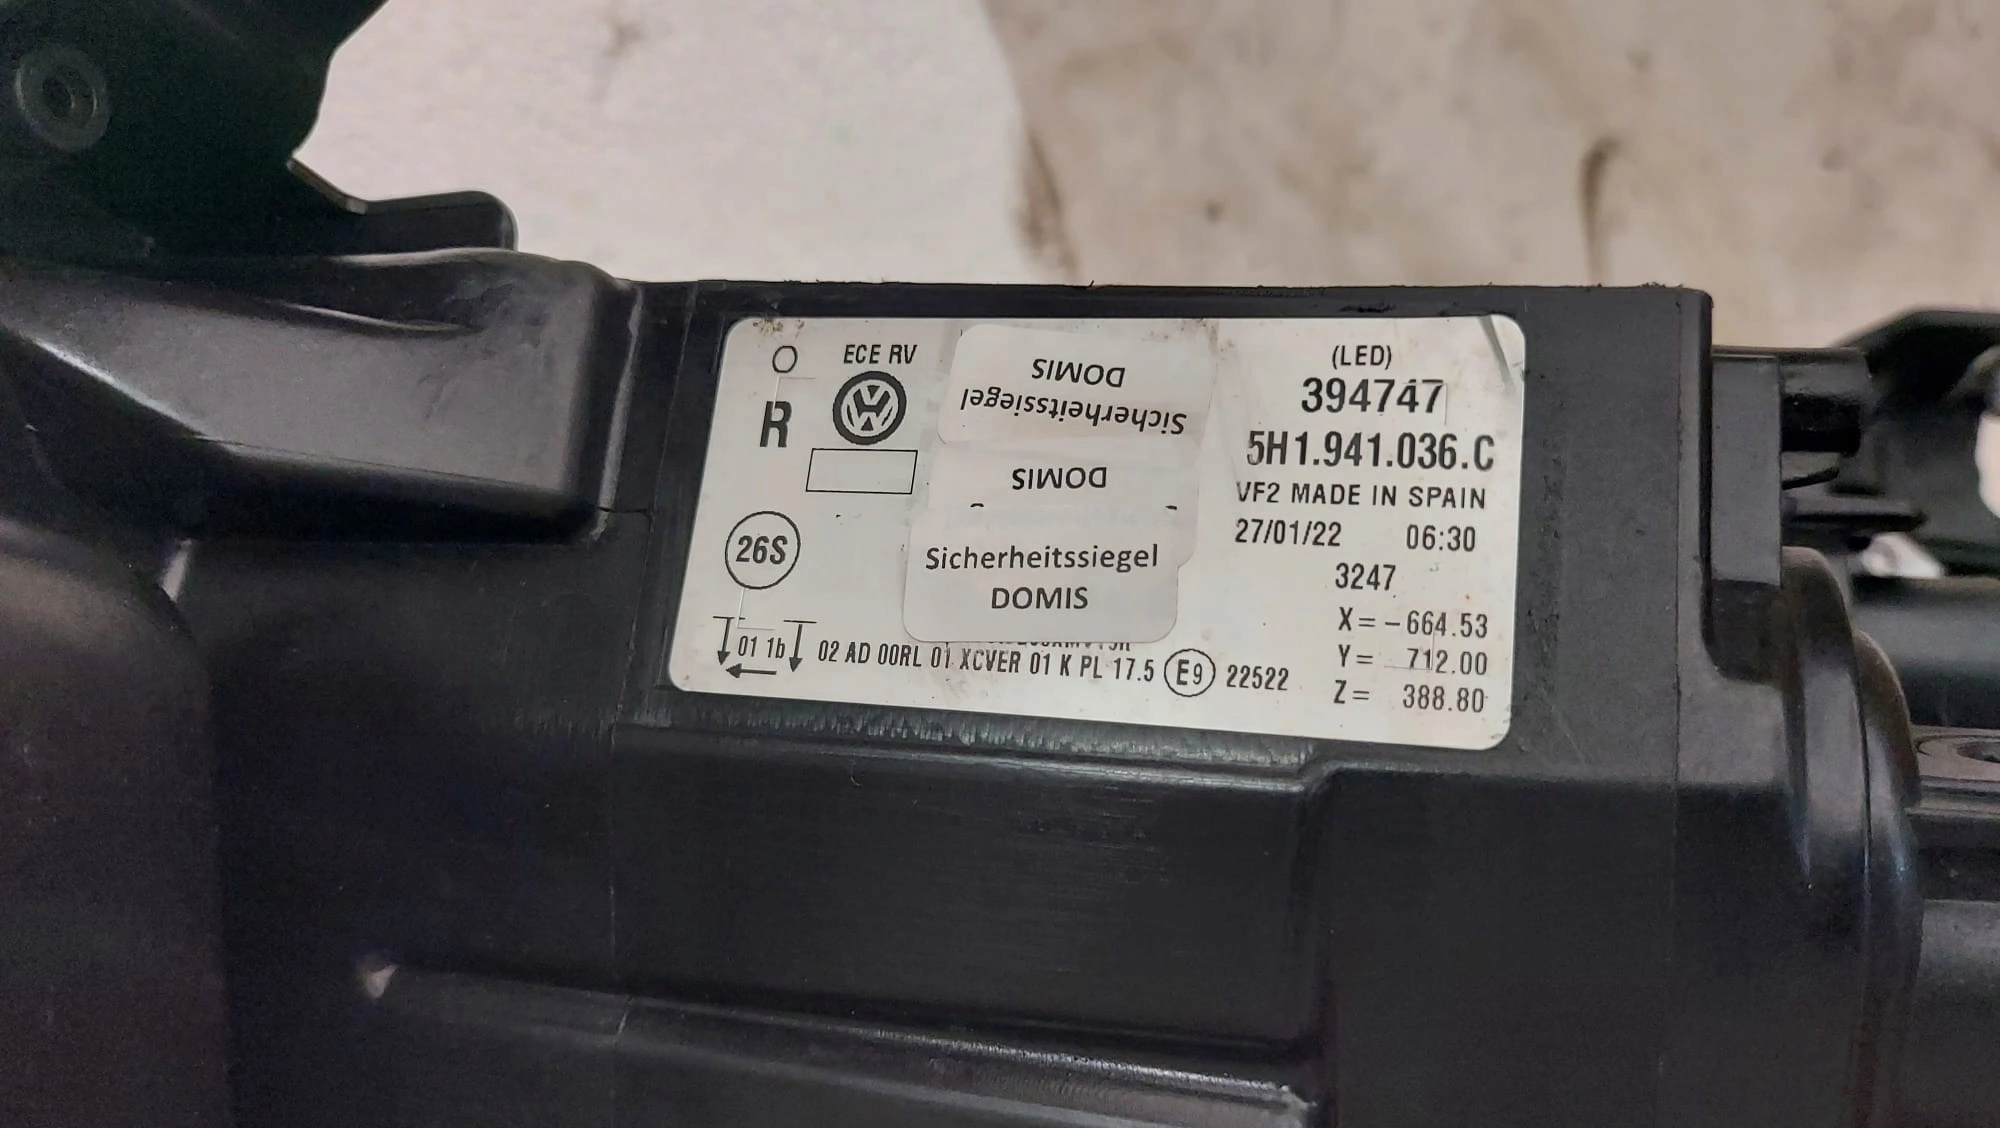 ECE RV
R
26S
DOMIS
Sicherheitssiegel
DOMIS
Sicherheitssiegel
DOMIS
(LED)
394747
5H1.941.036.C
VF2 MADE IN SPAIN
27/01/22 06:30
3247
X= -664.53
Y= 712.00
Z= 388.80
01 1b 02 AD 00RL 01 XCVER 01 K PL 17.5 E9 22522